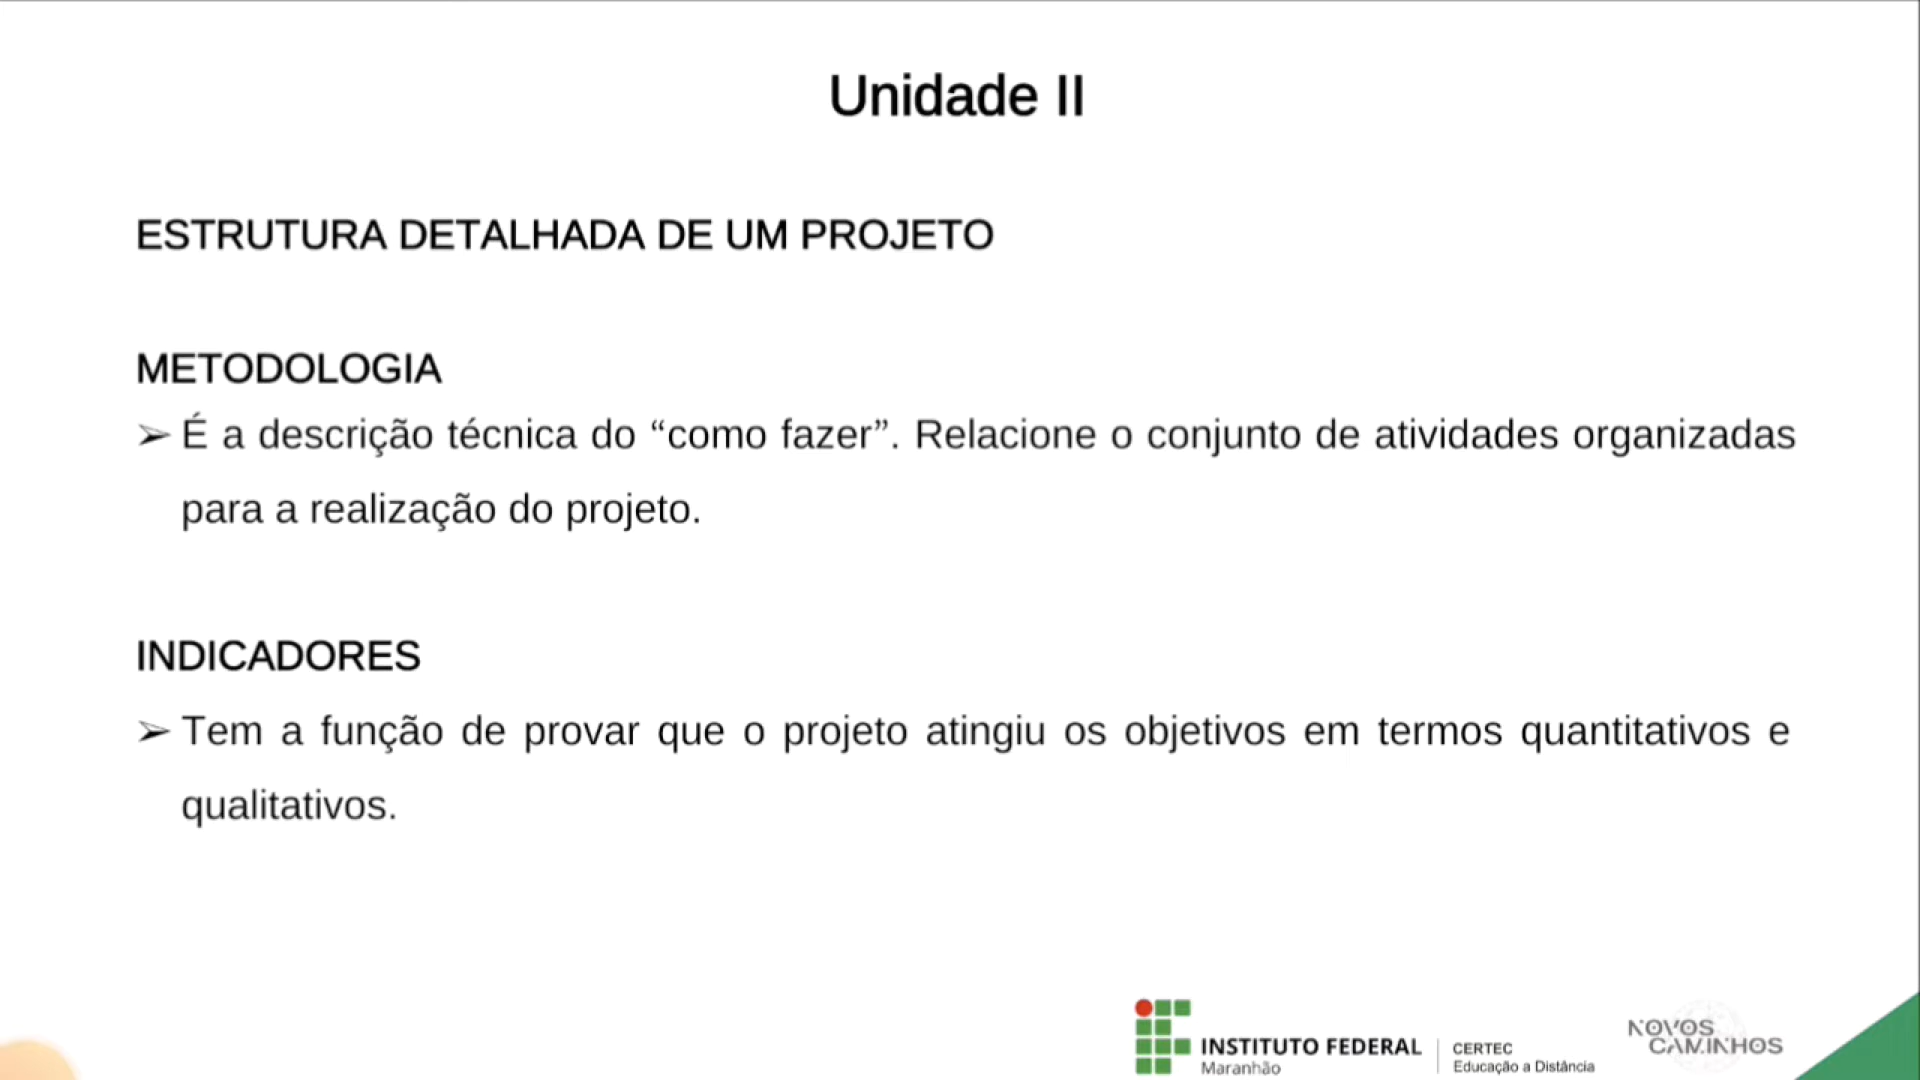 Unidade II
ESTRUTURA DETALHADA DE UM PROJETO
METODOLOGIA
➢ É a descrição técnica do “como fazer”. Relacione o conjunto de atividades organizadas
para a realização do projeto.
INDICADORES
➢ Tem a função de provar que o projeto atingiu os objetivos em termos quantitativos e
qualitativos.
INSTITUTO FEDERAL
Maranhão
CERTEC
Educação a Distância
NOVOS
CAMINHOS